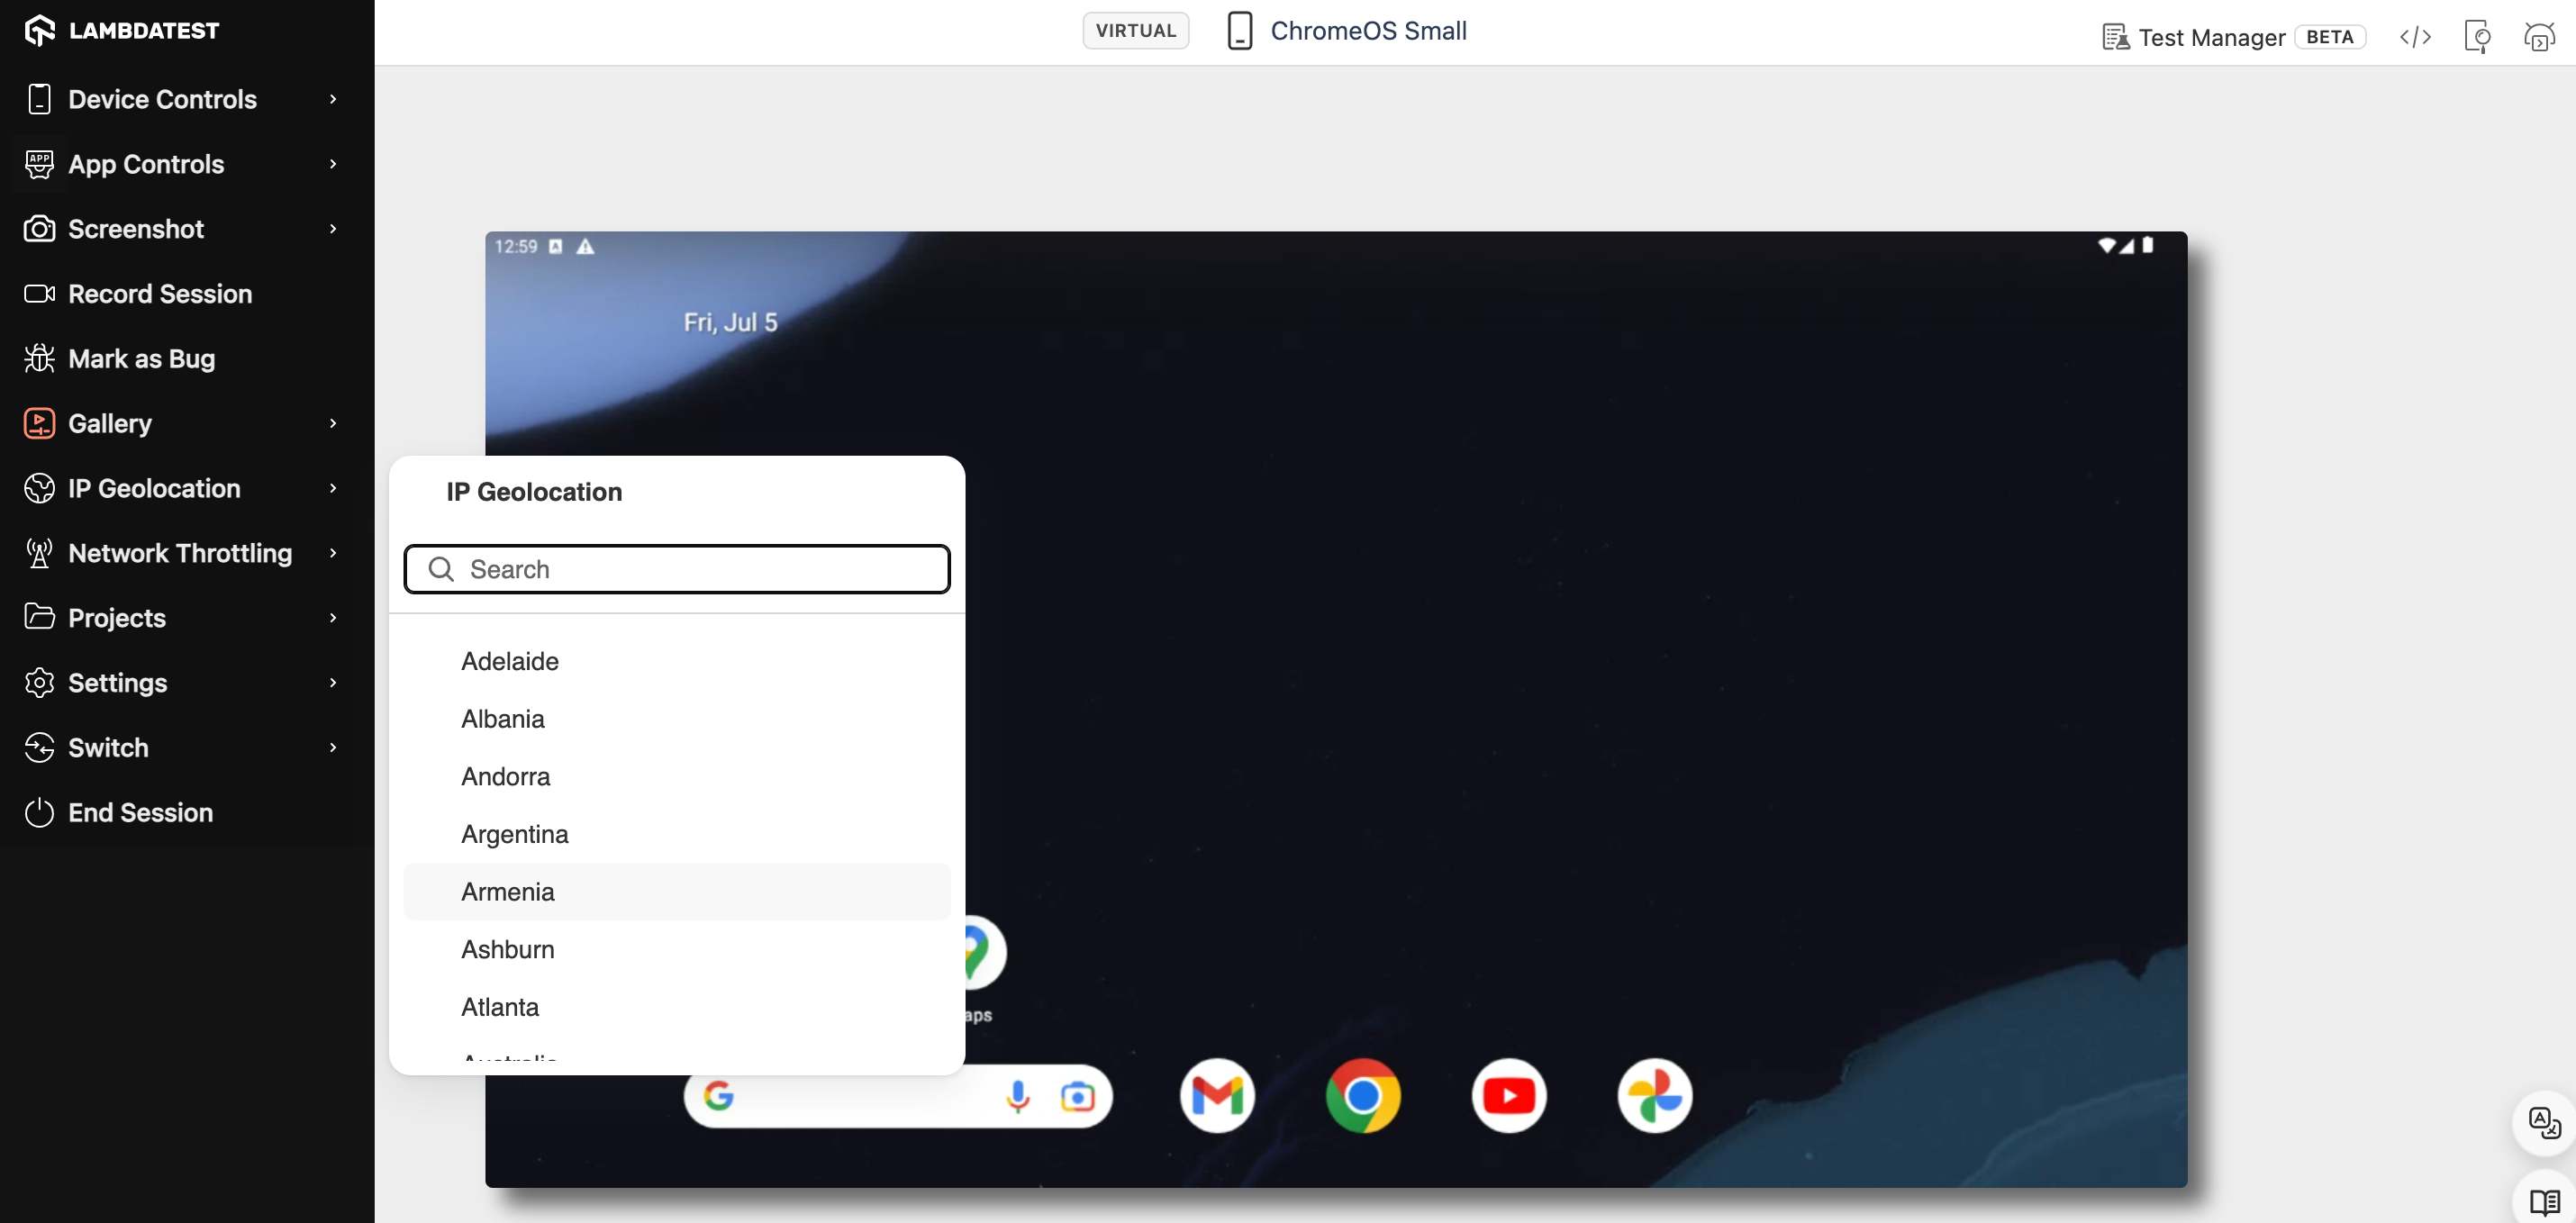 LAMBDATEST
VIRTUAL
ChromeOS Small
Test Manager BETA
Device Controls
APP
App Controls
Screenshot
Record Session
Mark as Bug
Gallery
IP Geolocation
Network Throttling
Projects
Settings
Switch
End Session
12:59
Fri, Jul 5
IP Geolocation
Search
Adelaide
Albania
Andorra
Argentina
Armenia
Ashburn
Atlanta
aps